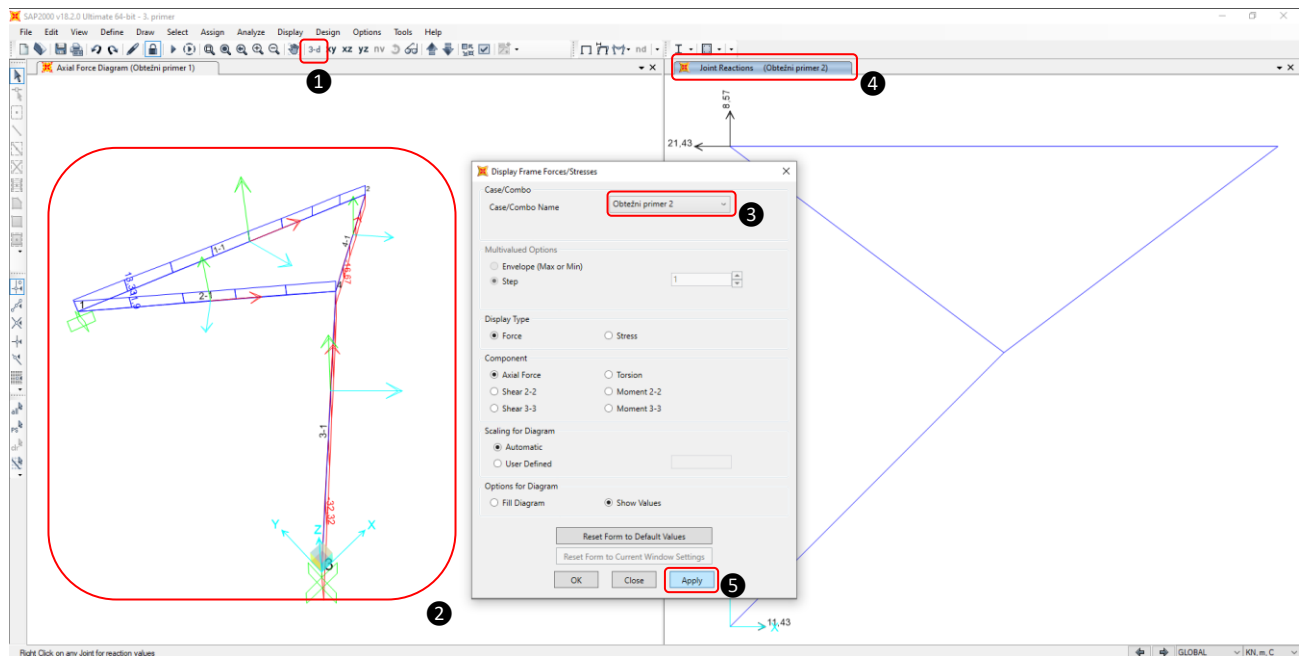 SAP2000 v18.2.0 Ultimate 64-bit - 3. primer
File Edit View Define Draw Select Assign Analyze Display Design Options Tools Help
3-d xy xz yz nv nd
Axial Force Diagram (Obtežni primer 1)
Joint Reactions (Obtežni primer 2)
1
4
8,57
21,43
2
1-1
4-1
-16,67
4
2-1
1
3-1
-32,32
Y
Z
X
3
2
Display Frame Forces/Stresses
Case/Combo
Case/Combo Name
Obtežni primer 2
3
Multivalued Options
Envelope (Max or Min)
Step
1
Display Type
Force
Stress
Component
Axial Force
Torsion
Shear 2-2
Moment 2-2
Shear 3-3
Moment 3-3
Scaling for Diagram
Automatic
User Defined
Options for Diagram
Fill Diagram
Show Values
Reset Form to Default Values
Reset Form to Current Window Settings
OK
Close
Apply
5
X
11,43
Right Click on any Joint for reaction values
GLOBAL
KN, m, C